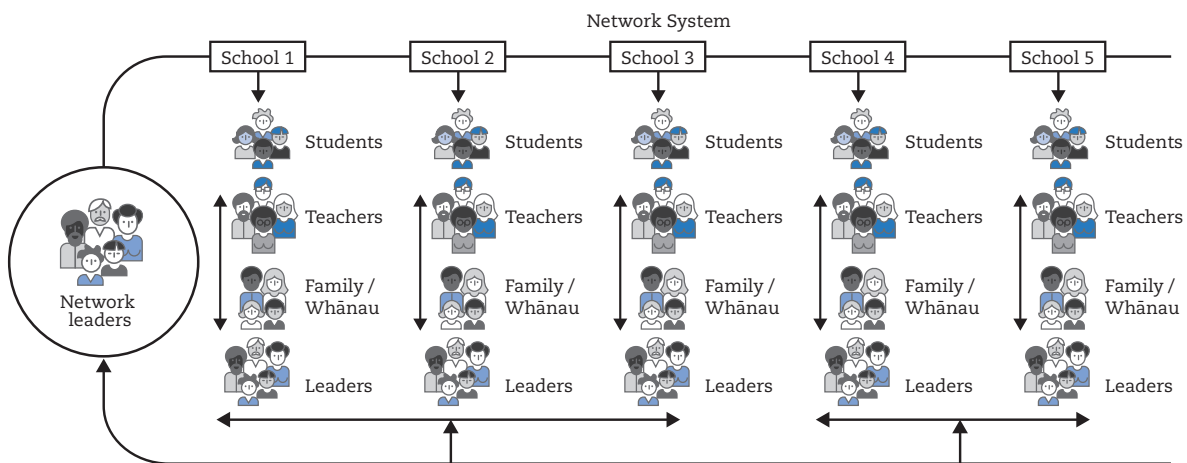 Network System
School 1
School 2
School 3
School 4
School 5
Students
Students
Students
Students
Students
Teachers
Teachers
Teachers
Teachers
Teachers
Network
leaders
Family /
Whānau
Family /
Whānau
Family /
Whānau
Family /
Whānau
Family /
Whānau
Leaders
Leaders
Leaders
Leaders
Leaders